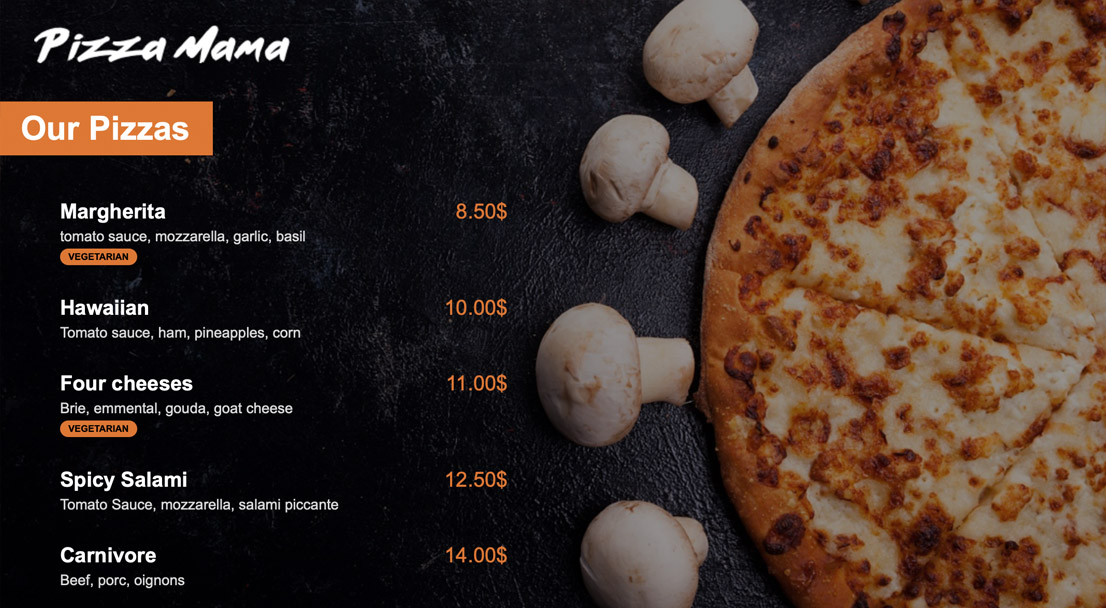 Pizza Mama
Our Pizzas
Margherita 8.50$
tomato sauce, mozzarella, garlic, basil
VEGETARIAN
Hawaiian 10.00$
Tomato sauce, ham, pineapples, corn
Four cheeses 11.00$
Brie, emmental, gouda, goat cheese
VEGETARIAN
Spicy Salami 12.50$
Tomato Sauce, mozzarella, salami piccante
Carnivore 14.00$
Beef, porc, oignons